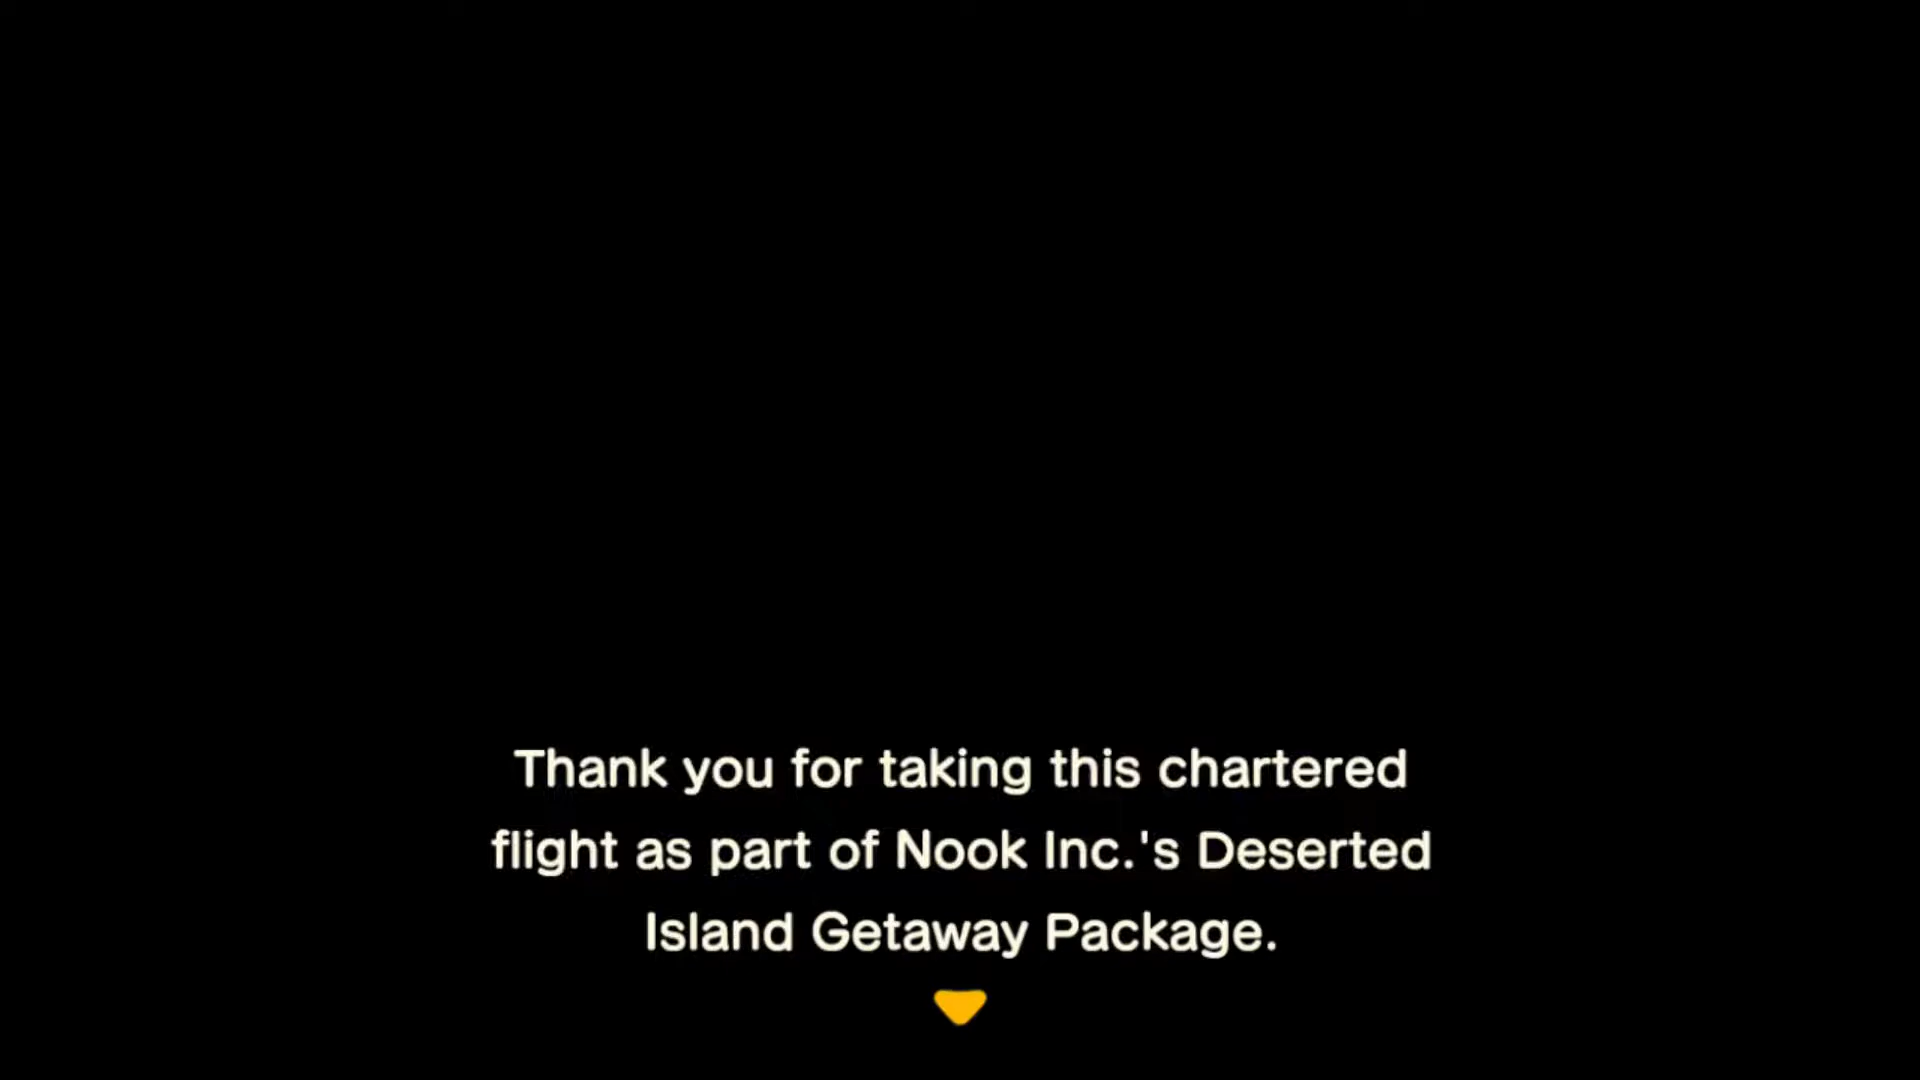 Thank you for taking this chartered
flight as part of Nook Inc.'s Deserted
Island Getaway Package.